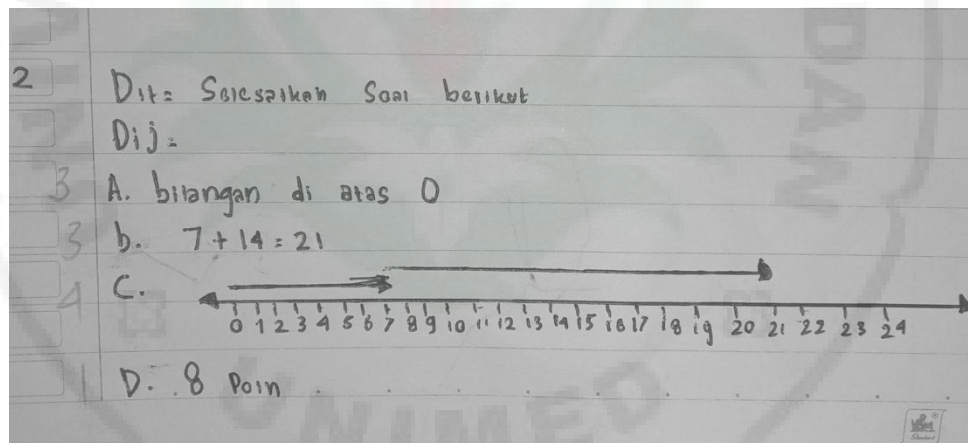 2 Dit= Selesaikan Soal berikut
Dij=
3 A. bilangan di atas 0
3 b. 7 + 14 = 21
4 C.
0 1 2 3 4 5 6 7 8 9 10 11 12 13 14 15 16 17 18 19 20 21 22 23 24
1 D. 8 Poin
UNIMED
DAN